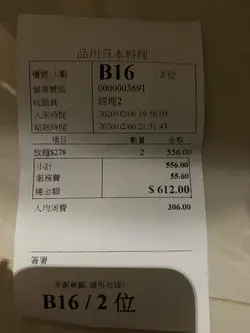 品川日本料理
檯號/人數 B16 / 2 位
發票號碼 0000003691
收銀員 經理2
入座時間 2020/02/06 19:56:05
結賬時間 2020/02/06 21:51:43
項目 數量 金額
放題$278 2 556.00
小計 556.00
服務費 55.60
總金額 $ 612.00
人均消費 306.00
簽署
多謝惠顧, 請再光臨!
B16 / 2 位